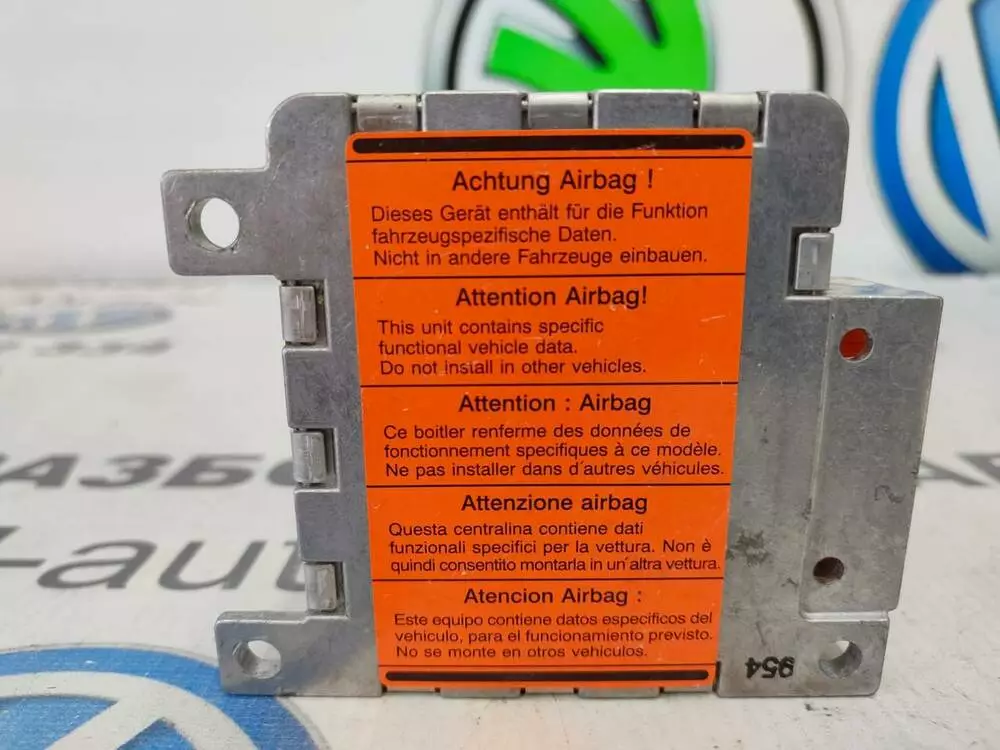 Achtung Airbag !
Dieses Gerät enthält für die Funktion
fahrzeugspezifische Daten.
Nicht in andere Fahrzeuge einbauen.
Attention Airbag!
This unit contains specific
functional vehicle data.
Do not install in other vehicles.
Attention : Airbag
Ce boitler renferme des données de
fonctionnement specifiques à ce modèle.
Ne pas installer dans d'autres véhicules.
Attenzione airbag
Questa centralina contiene dati
funzionali specifici per la vettura. Non è
quindi consentito montarla in un'altra vettura.
Atencion Airbag :
Este equipo contiene datos especificos del
vehiculo, para el funcionamiento previsto.
No se monte en otros vehiculos.
954
АЗБО
-aut